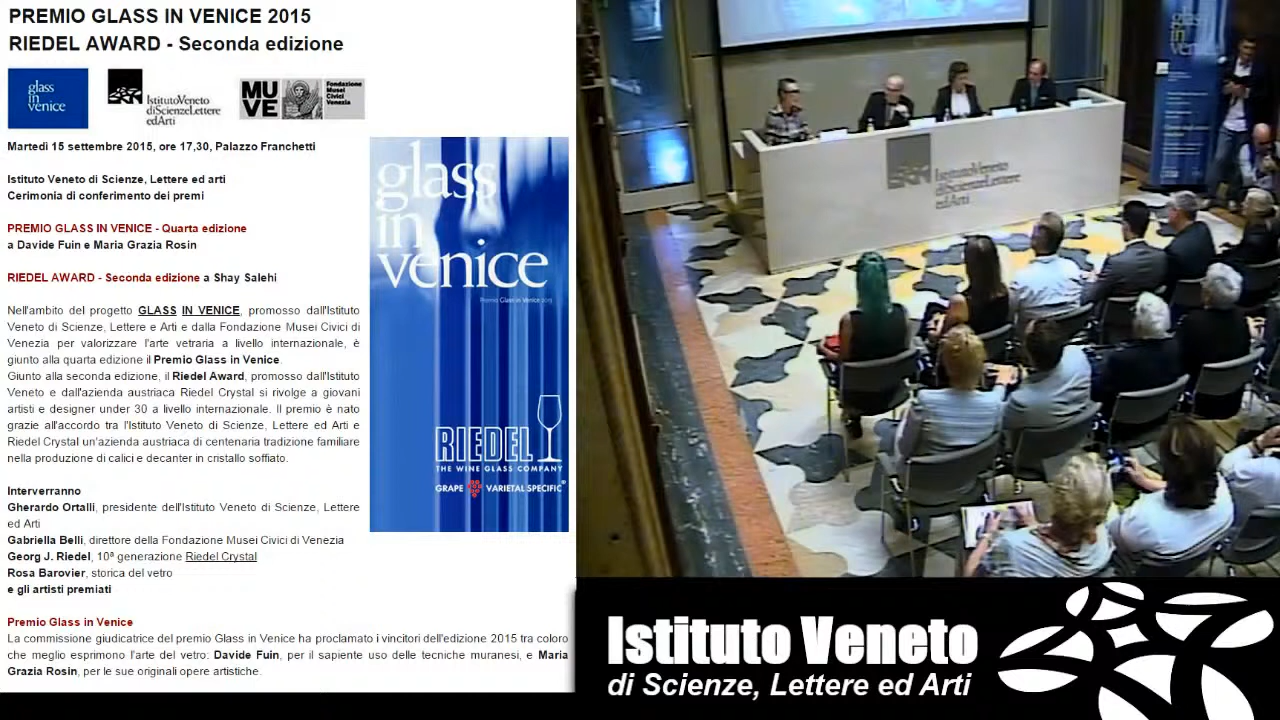 PREMIO GLASS IN VENICE 2015
RIEDEL AWARD - Seconda edizione
glass
in
venice
IstitutoVeneto
diScienzeLettere
edArti
MU
VE
Fondazione
Musei
Civici
Venezia
Martedì 15 settembre 2015, ore 17,30, Palazzo Franchetti
Istituto Veneto di Scienze, Lettere ed arti
Cerimonia di conferimento dei premi
PREMIO GLASS IN VENICE - Quarta edizione
a Davide Fuin e Maria Grazia Rosin
RIEDEL AWARD - Seconda edizione a Shay Salehi
Nell'ambito del progetto GLASS IN VENICE, promosso dall'Istituto
Veneto di Scienze, Lettere e Arti e dalla Fondazione Musei Civici di
Venezia per valorizzare l'arte vetraria a livello internazionale, è
giunto alla quarta edizione il Premio Glass in Venice.
Giunto alla seconda edizione, il Riedel Award, promosso dall'Istituto
Veneto e dall'azienda austriaca Riedel Crystal si rivolge a giovani
artisti e designer under 30 a livello internazionale. Il premio è nato
grazie all'accordo tra l'Istituto Veneto di Scienze, Lettere ed Arti e
Riedel Crystal un'azienda austriaca di centenaria tradizione familiare
nella produzione di calici e decanter in cristallo soffiato.
Interverranno
Gherardo Ortalli, presidente dell'Istituto Veneto di Scienze, Lettere
ed Arti
Gabriella Belli, direttore della Fondazione Musei Civici di Venezia
Georg J. Riedel, 10ª generazione Riedel Crystal
Rosa Barovier, storica del vetro
e gli artisti premiati
Premio Glass in Venice
La commissione giudicatrice del premio Glass in Venice ha proclamato i vincitori dell'edizione 2015 tra coloro
che meglio esprimono l'arte del vetro: Davide Fuin, per il sapiente uso delle tecniche muranesi, e Maria
Grazia Rosin, per le sue originali opere artistiche.
glass
in
venice
Premio Glass in Venice 2015
RIEDEL
THE WINE GLASS COMPANY
GRAPE VARIETAL SPECIFIC®
glass
in
venice
IstitutoVeneto
diScienzeLettere
edArti
Istituto Veneto
di Scienze, Lettere ed Arti